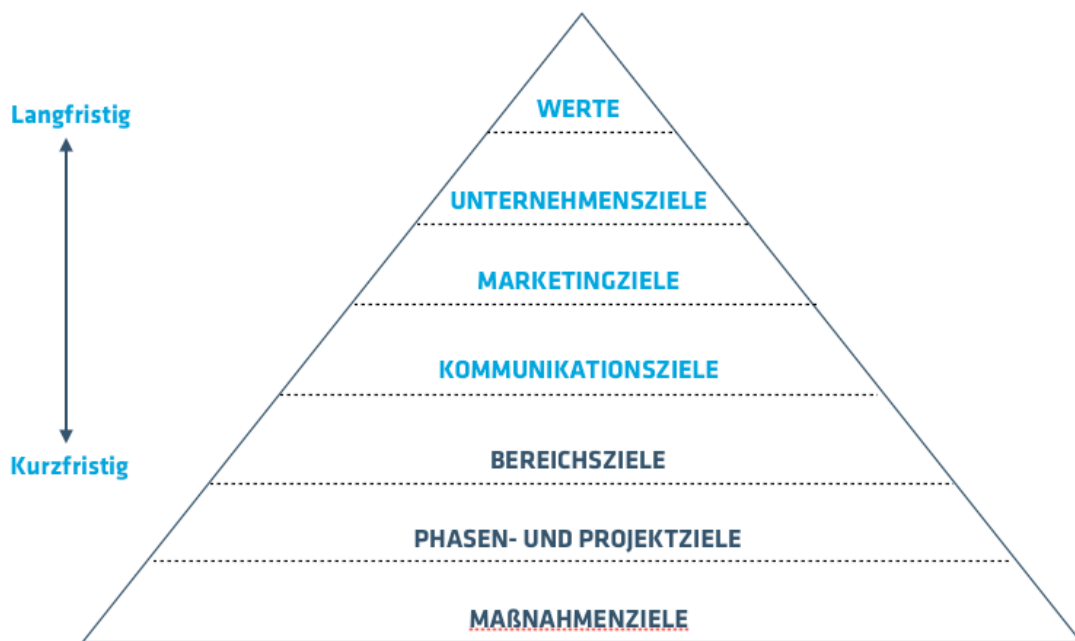 WERTE
Langfristig
UNTERNEHMENSZIELE
MARKETINGZIELE
KOMMUNIKATIONSZIELE
BEREICHSZIELE
Kurzfristig
PHASEN- UND PROJEKTZIELE
MAßNAHMENZIELE